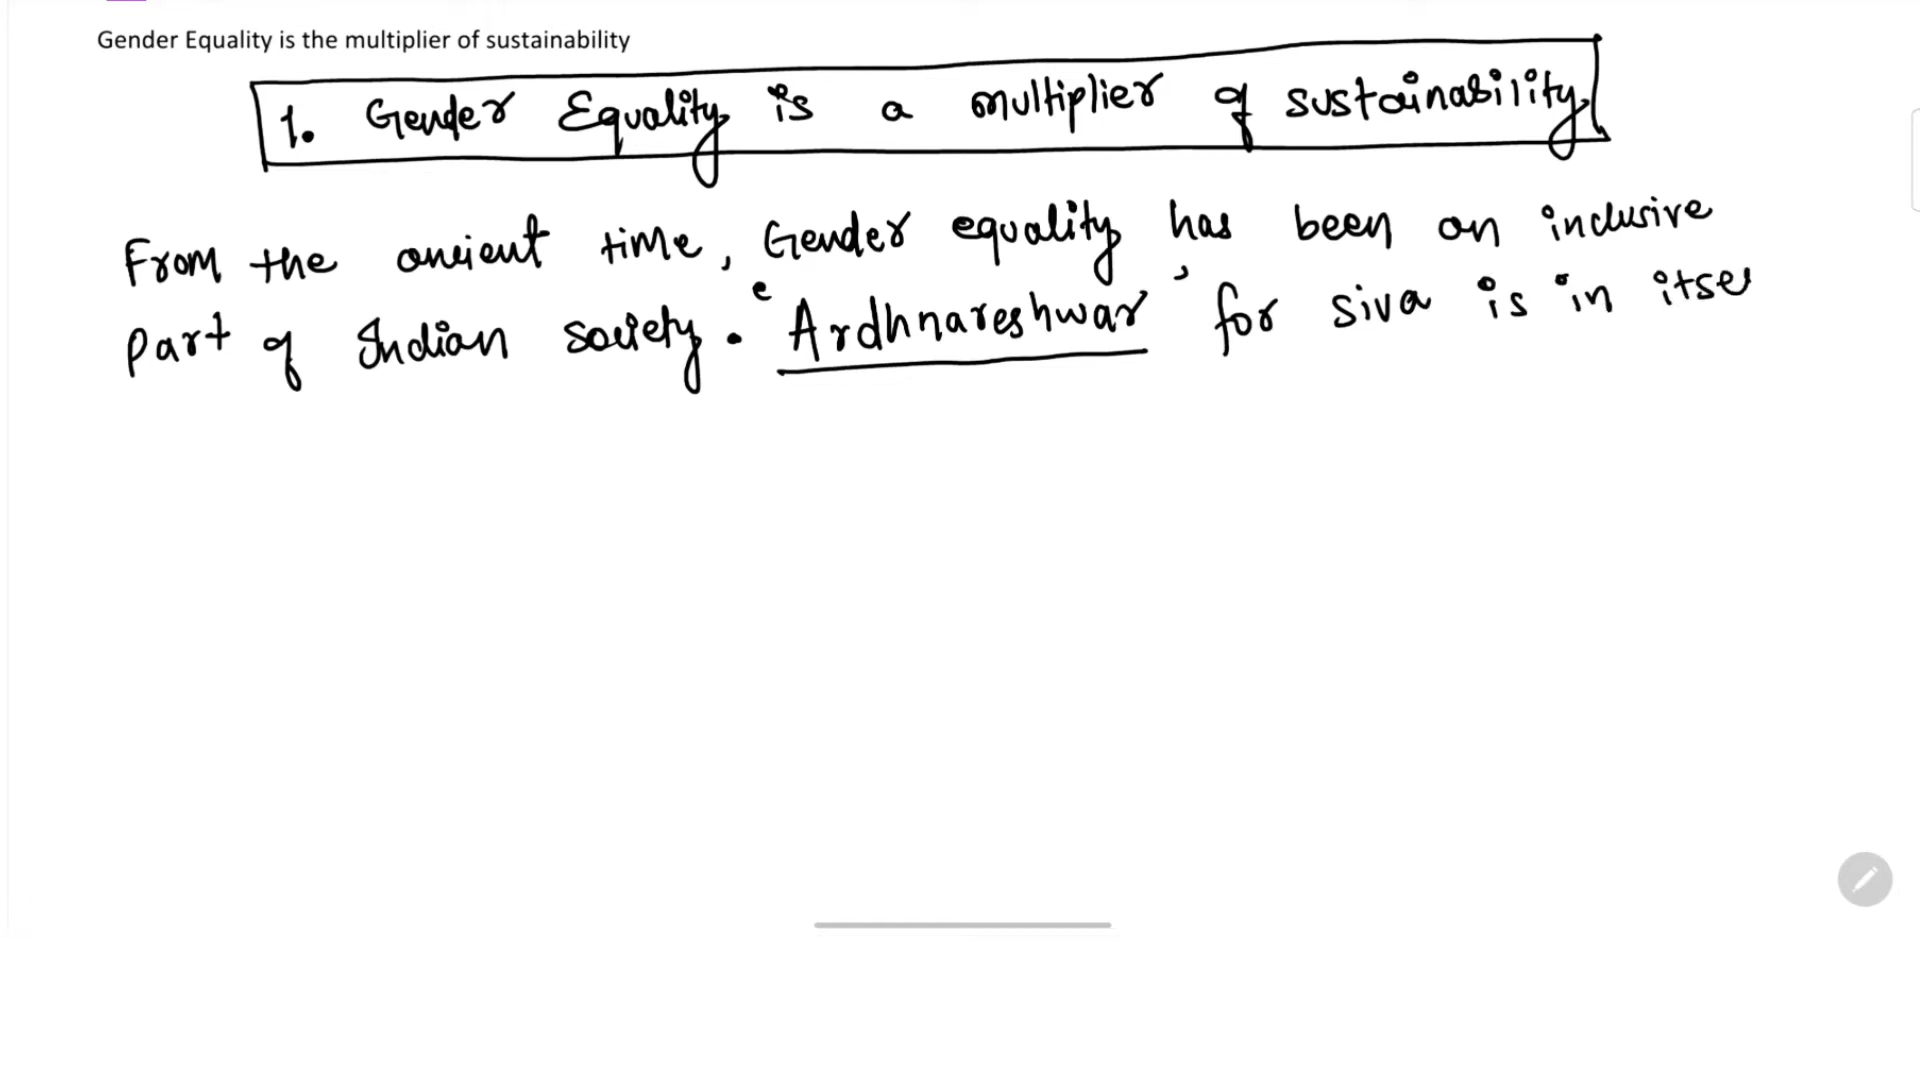 Gender Equality is the multiplier of sustainability
1. Gender Equality is a multiplier of sustainability
From the ancient time, Gender equality has been an inclusive
part of Indian society. 'Ardhnareshwar' for siva is in itse